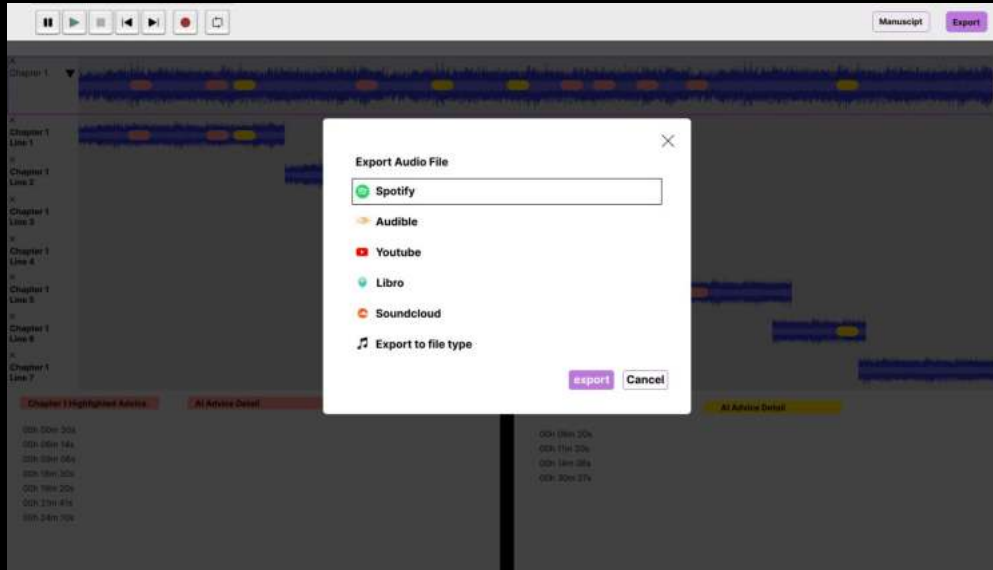 Manuscipt
Export
Chapter 1
Chapter 1
Line 1
Chapter 1
Line 2
Chapter 1
Line 3
Chapter 1
Line 4
Chapter 1
Line 5
Chapter 1
Line 6
Chapter 1
Line 7
Export Audio File
Spotify
Audible
Youtube
Libro
Soundcloud
Export to file type
export
Cancel
Chapter 1 Highlighted Advice
AI Advice Detail
AI Advice Detail